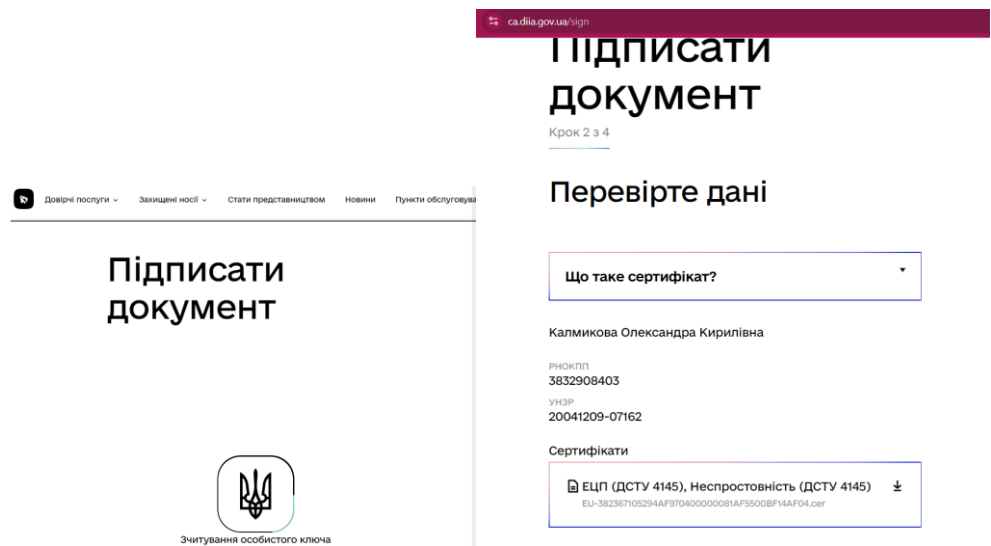 Довірчі послуги
Захищені носії
Стати представництвом
Новини
Пункти
Підписати
документ
Зчитування особистого ключа
ca.diia.gov.ua/sign
Підписати
документ
Крок 2 з 4
Перевірте дані
Що таке сертифікат?
Калмикова Олександра Кирилівна
РНОКПП
3832908403
УНЗР
20041209-07162
Сертифікати
ЕЦП (ДСТУ 4145), Неспростовність (ДСТУ 4145)
EU-382367105294AF970400000081AF5500BF14AF04.cer